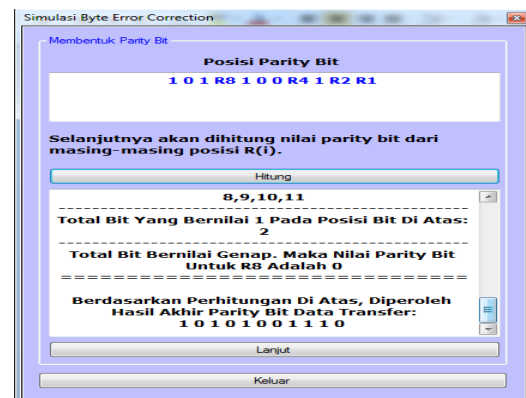 Simulasi Byte Error Correction
Membentuk Parity Bit
Posisi Parity Bit
1 0 1 R8 1 0 0 R4 1 R2 R1
Selanjutnya akan dihitung nilai parity bit dari
masing-masing posisi R(i).
Hitung
8,9,10,11
------------------------------------------------
Total Bit Yang Bernilai 1 Pada Posisi Bit Di Atas:
2
------------------------------------------------
Total Bit Bernilai Genap. Maka Nilai Parity Bit
Untuk R8 Adalah 0
================================
Berdasarkan Perhitungan Di Atas, Diperoleh
Hasil Akhir Parity Bit Data Transfer:
1 0 1 0 1 0 0 1 1 1 0
Lanjut
Keluar